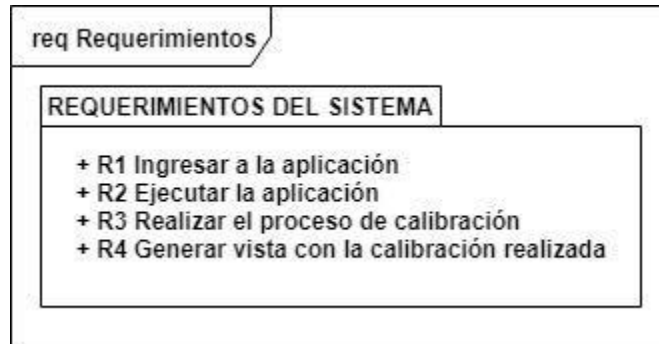 req Requerimientos
REQUERIMIENTOS DEL SISTEMA
+ R1 Ingresar a la aplicación
+ R2 Ejecutar la aplicación
+ R3 Realizar el proceso de calibración
+ R4 Generar vista con la calibración realizada